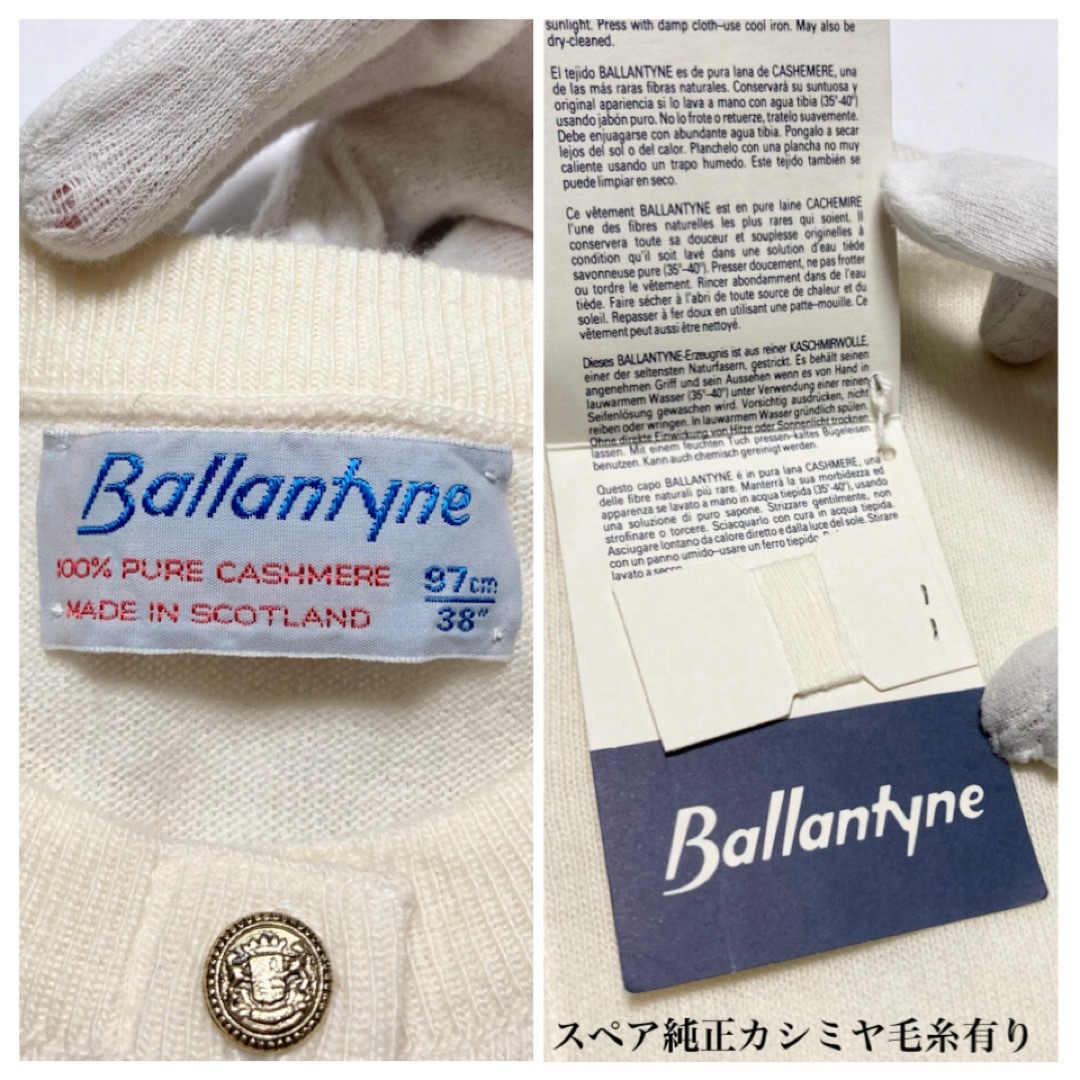 Ballantyne
100% PURE CASHMERE
MADE IN SCOTLAND
97cm
38"
sunlight. Press with damp cloth–use cool iron. May also be
dry-cleaned.
El tejido BALLANTYNE es de pura lana de CASHEMERE, una
de las más raras fibras naturales. Conservará su suntuosa y
original apariencia si lo lava a mano con agua tibia (35°-40°)
usando jabón puro. No lo frote o retuerze, tratelo suavemente.
Debe enjuagarse con abundante agua tibia. Pongalo a secar
lejos del sol o del calor. Planchelo con una plancha no muy
caliente usando un trapo humedo. Este tejido también se
puede limpiar en seco.
Ce vêtement BALLANTYNE est en pure laine CACHEMIRE
l'une des fibres naturelles les plus rares qui soient. Il
conservera toute sa douceur et souplesse originelles à
condition qu'il soit lavé dans une solution d'eau tiède
savonneuse pure (35°–40°). Presser doucement, ne pas frotter
ou tordre le vêtement. Rincer abondamment dans de l'eau
tiède. Faire sécher à l'abri de toute source de chaleur et du
soleil. Repasser à fer doux en utilisant une patte–mouille. Ce
vêtement peut aussi être nettoyé.
Dieses BALLANTYNE-Erzeugnis ist aus reiner KASCHMIRWOLLE,
einer der seltensten Naturfasern, gestrickt. Es behält seinen
angenehmen Griff und sein Aussehen wenn es von Hand in
lauwarmem Wasser (35°–40°) unter Verwendung einer reinen
Seifenlösung gewaschen wird. Vorsichtig ausdrücken, nicht
reiben oder wringen. In lauwarmem Wasser gründlich spülen.
Ohne direkte Einwirkung von Hitze oder Sonnenlicht trocknen
lassen. Mit einem feuchten Tuch pressen–kaltes Bügeleisen
benutzen. Kann auch chemisch gereinigt werden.
Questo capo BALLANTYNE é in pura lana CASHMERE, una
delle fibre naturali più rare. Manterrà la sua morbidezza ed
apparenza se lavato a mano in acqua tiepida (35°-40°), usando
una soluzione di puro sapone. Strizzare gentilmente, non
strofinare o torcere. Sciacquarlo con cura in acqua tiepida.
Asciugare lontano da calore diretto e dalla luce del sole. Stirare
con un panno umido–usare un ferro tiepido.
lavato a secco
Ballantyne
スペア純正カシミヤ毛糸有り